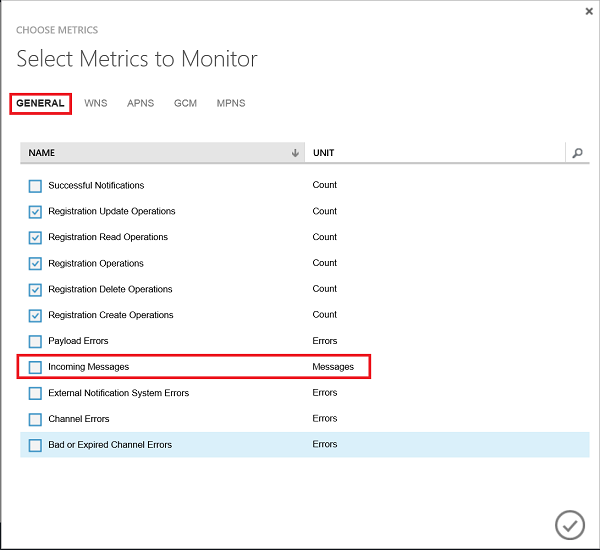 CHOOSE METRICS
Select Metrics to Monitor
GENERAL WNS APNS GCM MPNS
NAME UNIT
Successful Notifications Count
Registration Update Operations Count
Registration Read Operations Count
Registration Operations Count
Registration Delete Operations Count
Registration Create Operations Count
Payload Errors Errors
Incoming Messages Messages
External Notification System Errors Errors
Channel Errors Errors
Bad or Expired Channel Errors Errors